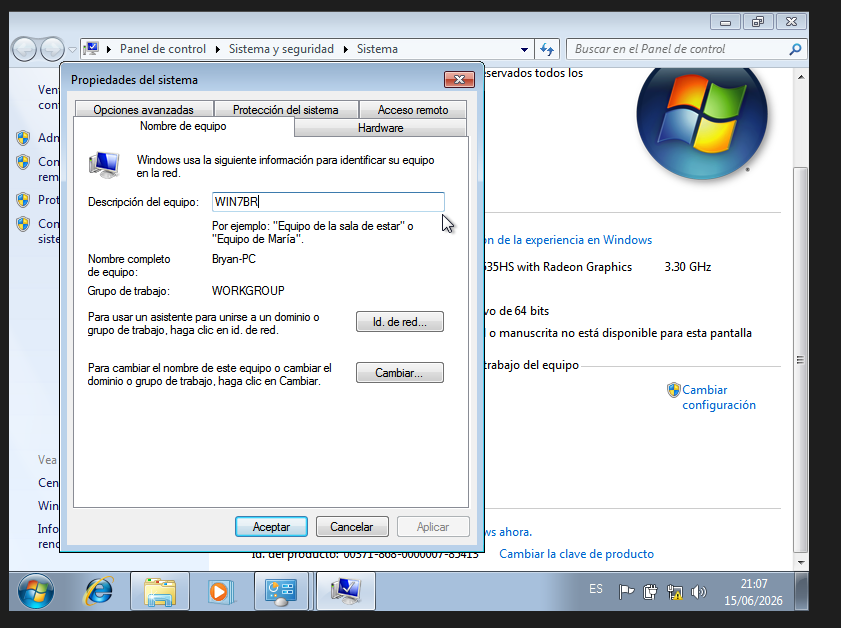 Panel de control
Sistema y seguridad
Sistema
Buscar en el Panel de control
Propiedades del sistema
Opciones avanzadas
Protección del sistema
Acceso remoto
Nombre de equipo
Hardware
Windows usa la siguiente información para identificar su equipo
en la red.
Descripción del equipo:
WIN7BR
Por ejemplo: "Equipo de la sala de estar" o
"Equipo de María".
Nombre completo
de equipo:
Bryan-PC
Grupo de trabajo:
WORKGROUP
Para usar un asistente para unirse a un dominio o
grupo de trabajo, haga clic en id. de red.
Id. de red...
Para cambiar el nombre de este equipo o cambiar el
dominio o grupo de trabajo, haga clic en Cambiar.
Cambiar...
Aceptar
Cancelar
Aplicar
servados todos los
n de la experiencia en Windows
35HS with Radeon Graphics
3.30 GHz
vo de 64 bits
o manuscrita no está disponible para esta pantalla
trabajo del equipo
Cambiar
configuración
ws ahora.
Id. del producto: 00371-868-0000007-85413
Cambiar la clave de producto
Ven
con
Adn
Con
rem
Prot
Con
siste
Vea
Cen
Win
Info
renc
ES
21:07
15/06/2026